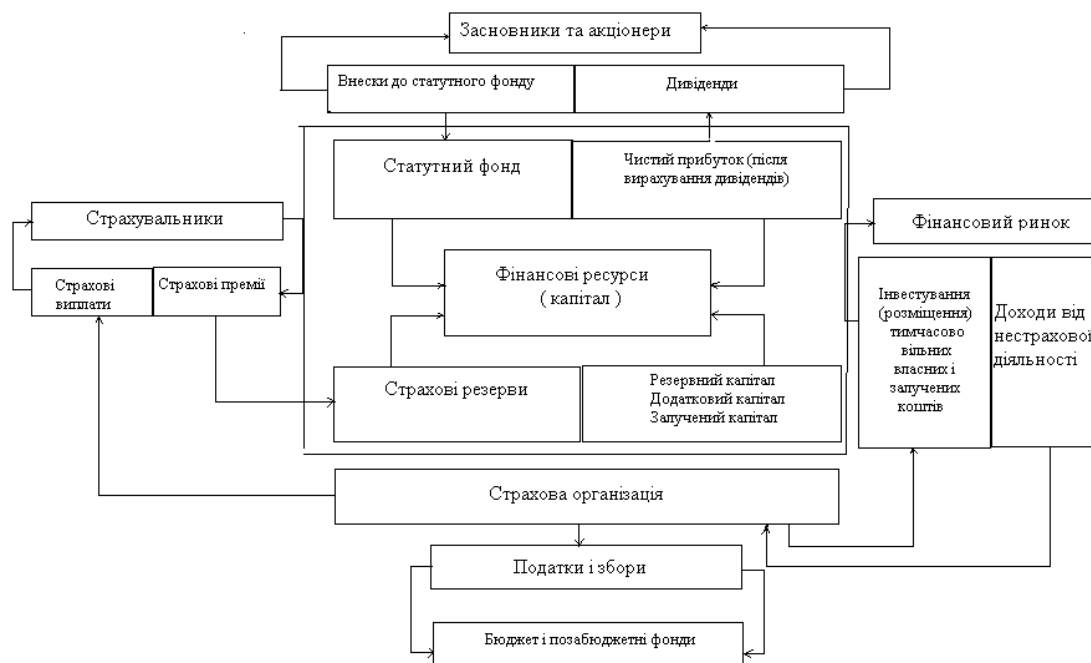 Засновники та акціонери
Внески до статутного фонду
Дивіденди
Статутний фонд
Чистий прибуток (після
вирахування дивідендів)
Страхувальники
Фінансовий ринок
Страхові
виплати
Страхові премії
Фінансові ресурси
( капітал )
Інвестування
(розміщення)
тимчасово
вільних
власних і
залучених
коштів
Доходи від
нестрахової
діяльності
Страхові резерви
Резервний капітал
Додатковий капітал
Залучений капітал
Страхова організація
Податки і збори
Бюджет і позабюджетні фонди